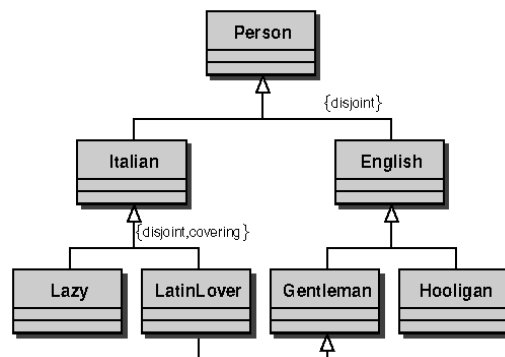 Person
{disjoint}
Italian
English
{disjoint,covering}
Lazy
LatinLover
Gentleman
Hooligan